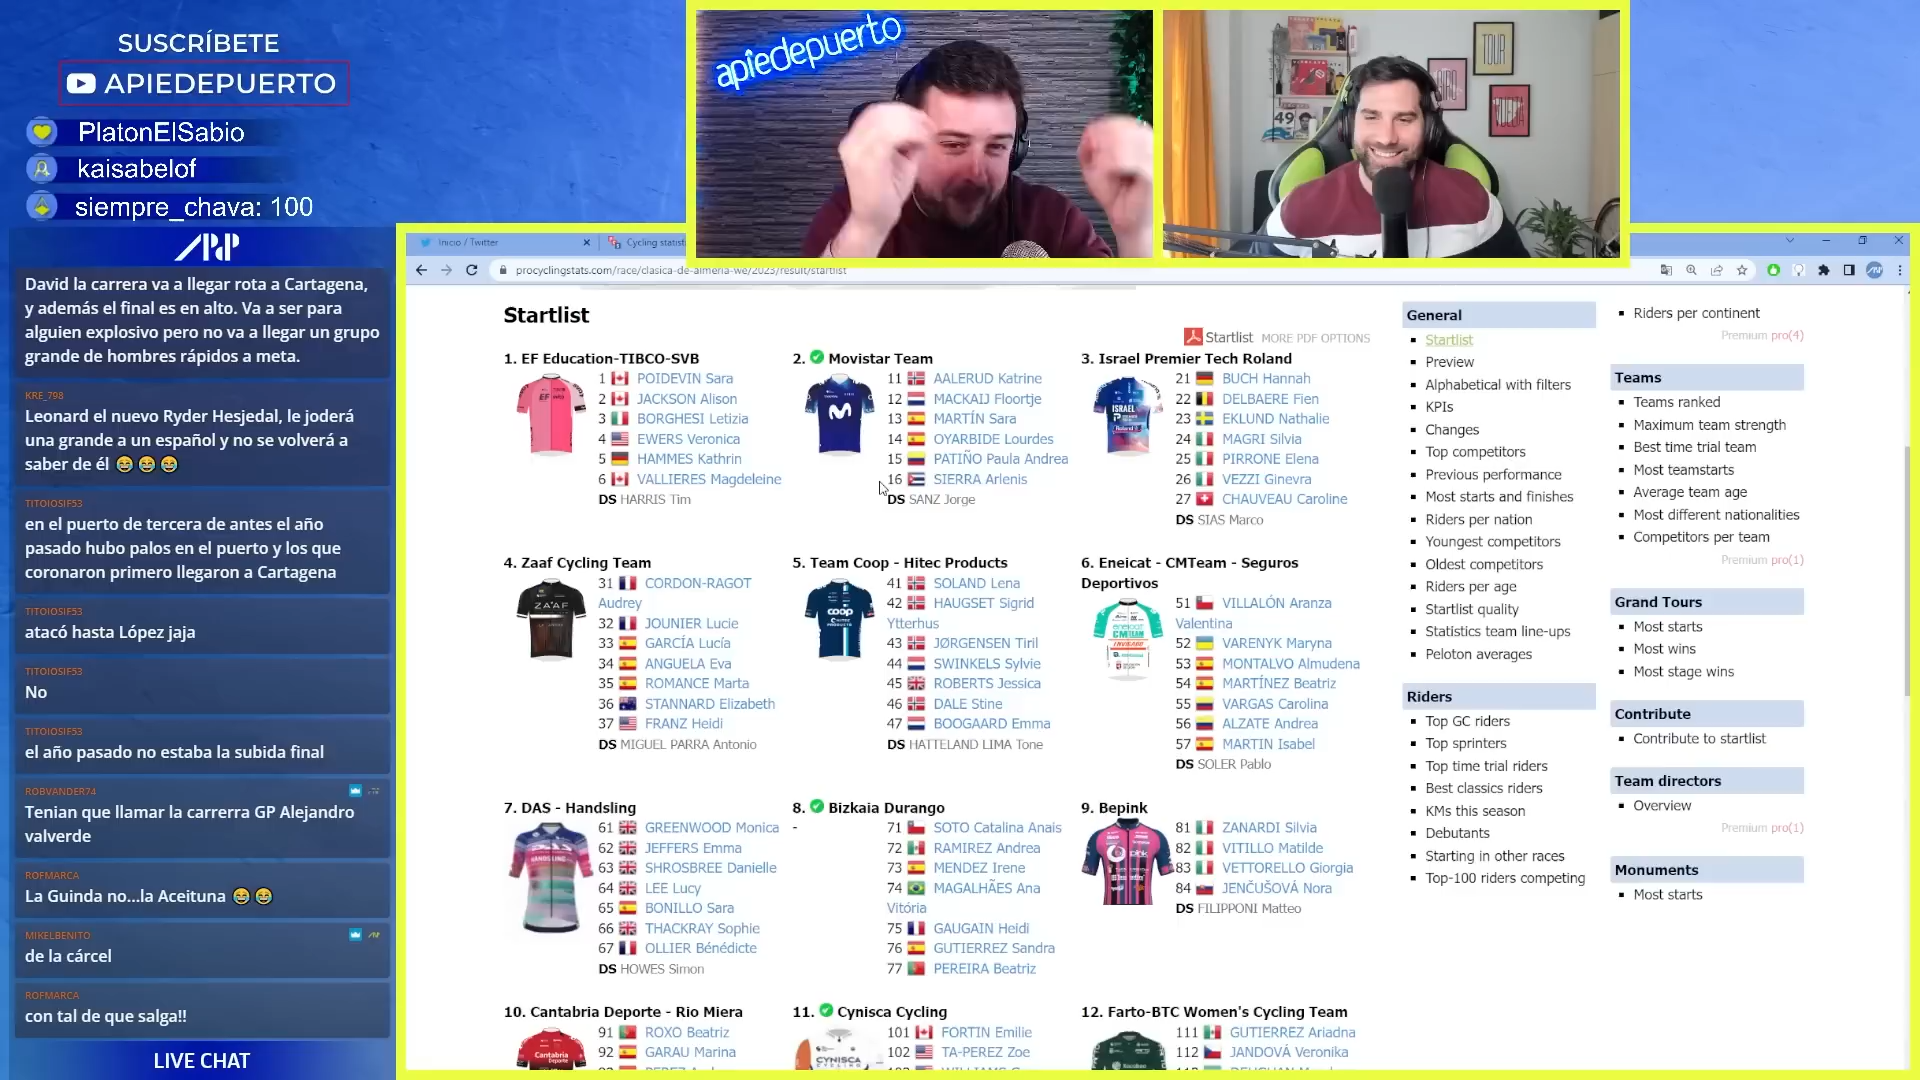 SUSCRÍBETE
APIEDEPUERTO
PlatonElSabio
kaisabelof
siempre_chava: 100
David la carrera va a llegar rota a Cartagena,
y además el final es en alto. Va a ser para
alguien explosivo pero no va a llegar un grupo
grande de hombres rápidos a meta.
KRE_798
Leonard el nuevo Ryder Hesjedal, le joderá
una grande a un español y no se volverá a
saber de él 😂😂😂
TITOIOSIF53
en el puerto de tercera de antes el año
pasado hubo palos en el puerto y los que
coronaron primero llegaron a Cartagena
TITOIOSIF53
atacó hasta López jaja
TITOIOSIF53
No
TITOIOSIF53
el año pasado no estaba la subida final
ROBVANDER74
Tenian que llamar la carrerra GP Alejandro
valverde
ROFMARCA
La Guinda no...la Aceituna 😂😂
MIKELBENITO
de la cárcel
ROFMARCA
con tal de que salga!!
LIVE CHAT
apiedepuerto
TOUR
GIRO
VUELTA
49
Inicio / Twitter
Cycling statist
procyclingstats.com/race/clasica-de-almeria-we/2023/result/startlist
Startlist
Startlist MORE PDF OPTIONS
1. EF Education-TIBCO-SVB
1 POIDEVIN Sara
2 JACKSON Alison
3 BORGHESI Letizia
4 EWERS Veronica
5 HAMMES Kathrin
6 VALLIERES Magdeleine
DS HARRIS Tim
2. Movistar Team
11 AALERUD Katrine
12 MACKAIJ Floortje
13 MARTÍN Sara
14 OYARBIDE Lourdes
15 PATIÑO Paula Andrea
16 SIERRA Arlenis
DS SANZ Jorge
3. Israel Premier Tech Roland
ISRAEL
21 BUCH Hannah
22 DELBAERE Fien
23 EKLUND Nathalie
24 MAGRI Silvia
25 PIRRONE Elena
26 VEZZI Ginevra
27 CHAUVEAU Caroline
DS SIAS Marco
4. Zaaf Cycling Team
ZAAF
31 CORDON-RAGOT
Audrey
32 JOUNIER Lucie
33 GARCÍA Lucía
34 ANGUELA Eva
35 ROMANCE Marta
36 STANNARD Elizabeth
37 FRANZ Heidi
DS MIGUEL PARRA Antonio
5. Team Coop - Hitec Products
coop
41 SOLAND Lena
42 HAUGSET Sigrid
Ytterhus
43 JØRGENSEN Tiril
44 SWINKELS Sylvie
45 ROBERTS Jessica
46 DALE Stine
47 BOOGAARD Emma
DS HATTELAND LIMA Tone
6. Eneicat - CMTeam - Seguros
Deportivos
51 VILLALÓN Aranza
Valentina
52 VARENYK Maryna
53 MONTALVO Almudena
54 MARTÍNEZ Beatriz
55 VARGAS Carolina
56 ALZATE Andrea
57 MARTIN Isabel
DS SOLER Pablo
7. DAS - Handsling
61 GREENWOOD Monica
62 JEFFERS Emma
63 SHROSBREE Danielle
64 LEE Lucy
65 BONILLO Sara
66 THACKRAY Sophie
67 OLLIER Bénédicte
DS HOWES Simon
8. Bizkaia Durango
-
71 SOTO Catalina Anais
72 RAMIREZ Andrea
73 MENDEZ Irene
74 MAGALHÃES Ana
Vitória
75 GAUGAIN Heidi
76 GUTIERREZ Sandra
77 PEREIRA Beatriz
9. Bepink
81 ZANARDI Silvia
82 VITILLO Matilde
83 VETTORELLO Giorgia
84 JENČUŠOVÁ Nora
DS FILIPPONI Matteo
10. Cantabria Deporte - Rio Miera
Cantabria
91 ROXO Beatriz
92 GARAU Marina
11. Cynisca Cycling
CYNISCA
101 FORTIN Emilie
102 TA-PEREZ Zoe
12. Farto-BTC Women's Cycling Team
111 GUTIERREZ Ariadna
112 JANDOVÁ Veronika
General
Startlist
Preview
Alphabetical with filters
KPIs
Changes
Top competitors
Previous performance
Most starts and finishes
Riders per nation
Youngest competitors
Oldest competitors
Riders per age
Startlist quality
Statistics team line-ups
Peloton averages
Riders
Top GC riders
Top sprinters
Top time trial riders
Best classics riders
KMs this season
Debutants
Starting in other races
Top-100 riders competing
Riders per continent
Premium pro(4)
Teams
Teams ranked
Maximum team strength
Best time trial team
Most teamstarts
Average team age
Most different nationalities
Competitors per team
Premium pro(1)
Grand Tours
Most starts
Most wins
Most stage wins
Contribute
Contribute to startlist
Team directors
Overview
Premium pro(1)
Monuments
Most starts